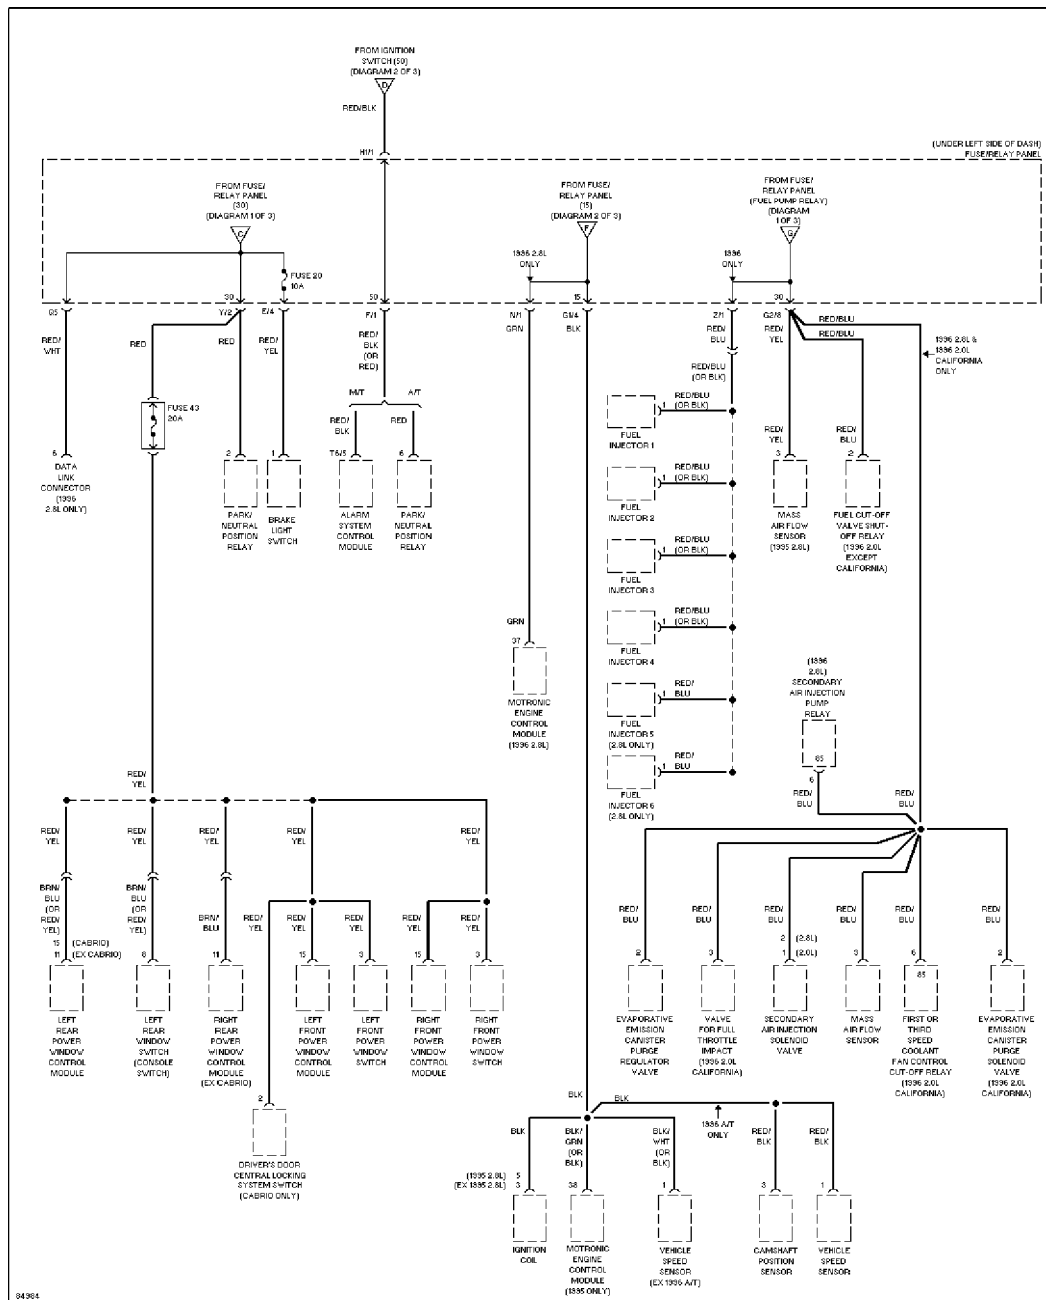 FROM IGNITION
SWITCH (50)
(DIAGRAM 2 OF 3)
D
RED/BLK
H1/1
(UNDER LEFT SIDE OF DASH)
FUSE/RELAY PANEL
FROM FUSE/
RELAY PANEL
(30)
(DIAGRAM 1 OF 3)
C
FROM FUSE/
RELAY PANEL
(15)
(DIAGRAM 2 OF 3)
F
FROM FUSE/
RELAY PANEL
(FUEL PUMP RELAY)
(DIAGRAM
1 OF 3)
G
1996 2.8L
ONLY
1996
ONLY
FUSE 20
10A
30
50
15
30
G5
Y/2
E/4
F/1
N/1
G1/4
Z/1
G2/8
RED/
WHT
RED
RED
RED/
YEL
RED/
BLK
(OR
RED)
GRN
BLK
RED/
BLU
RED/
YEL
RED/BLU
RED/BLU
1996 2.8L &
1996 2.0L
CALIFORNIA
ONLY
RED/BLU
(OR BLK)
FUSE 43
20A
M/T
A/T
RED/
BLK
RED
6
DATA
LINK
CONNECTOR
(1996
2.8L ONLY)
2
PARK/
NEUTRAL
POSITION
RELAY
1
BRAKE
LIGHT
SWITCH
T6/5
ALARM
SYSTEM
CONTROL
MODULE
6
PARK/
NEUTRAL
POSITION
RELAY
1
RED/BLU
(OR BLK)
FUEL
INJECTOR 1
1
RED/BLU
(OR BLK)
FUEL
INJECTOR 2
1
RED/BLU
(OR BLK)
FUEL
INJECTOR 3
1
RED/BLU
(OR BLK)
FUEL
INJECTOR 4
1
RED/
BLU
FUEL
INJECTOR 5
(2.8L ONLY)
1
RED/
BLU
FUEL
INJECTOR 6
(2.8L ONLY)
RED/
YEL
3
MASS
AIR FLOW
SENSOR
(1995 2.8L)
RED/
BLU
2
FUEL CUT-OFF
VALVE SHUT-
OFF RELAY
(1996 2.0L
EXCEPT
CALIFORNIA)
GRN
37
MOTRONIC
ENGINE
CONTROL
MODULE
(1996 2.8L)
(1996
2.8L)
SECONDARY
AIR INJECTION
PUMP
RELAY
85
6
RED/
BLU
RED/
BLU
RED/
YEL
RED/
YEL
RED/
YEL
RED/
YEL
RED/
YEL
RED/
YEL
BRN/
BLU
(OR
RED/
YEL)
BRN/
BLU
(OR
RED/
YEL)
BRN/
BLU
RED/
YEL
RED/
YEL
RED/
YEL
RED/
YEL
RED/
YEL
15 (CABRIO)
11 (EX CABRIO)
8
11
15
3
15
3
LEFT
REAR
POWER
WINDOW
CONTROL
MODULE
LEFT
REAR
WINDOW
SWITCH
(CONSOLE
SWITCH)
RIGHT
REAR
POWER
WINDOW
CONTROL
MODULE
(EX CABRIO)
LEFT
FRONT
POWER
WINDOW
CONTROL
MODULE
LEFT
FRONT
POWER
WINDOW
SWITCH
RIGHT
FRONT
POWER
WINDOW
CONTROL
MODULE
RIGHT
FRONT
POWER
WINDOW
SWITCH
2
DRIVER'S DOOR
CENTRAL LOCKING
SYSTEM SWITCH
(CABRIO ONLY)
RED/
BLU
RED/
BLU
RED/
BLU
RED/
BLU
RED/
BLU
RED/
BLU
2
3
2 (2.8L)
1 (2.0L)
3
6
2
85
EVAPORATIVE
EMISSION
CANISTER
PURGE
REGULATOR
VALVE
VALVE
FOR FULL
THROTTLE
IMPACT
(1996 2.0L
CALIFORNIA)
SECONDARY
AIR INJECTION
SOLENOID
VALVE
MASS
AIR FLOW
SENSOR
FIRST OR
THIRD
SPEED
COOLANT
FAN CONTROL
CUT-OFF RELAY
(1996 2.0L
CALIFORNIA)
EVAPORATIVE
EMISSION
CANISTER
PURGE
SOLENOID
VALVE
(1996 2.0L
CALIFORNIA)
BLK
BLK
1996 A/T
ONLY
BLK
BLK/
GRN
(OR
BLK)
BLK/
WHT
(OR
BLK)
RED/
BLK
RED/
BLK
(1995 2.8L) 5
(EX 1995 2.8L) 3
38
1
3
1
IGNITION
COIL
MOTRONIC
ENGINE
CONTROL
MODULE
(1995 ONLY)
VEHICLE
SPEED
SENSOR
(EX 1996 A/T)
CAMSHAFT
POSITION
SENSOR
VEHICLE
SPEED
SENSOR
84984